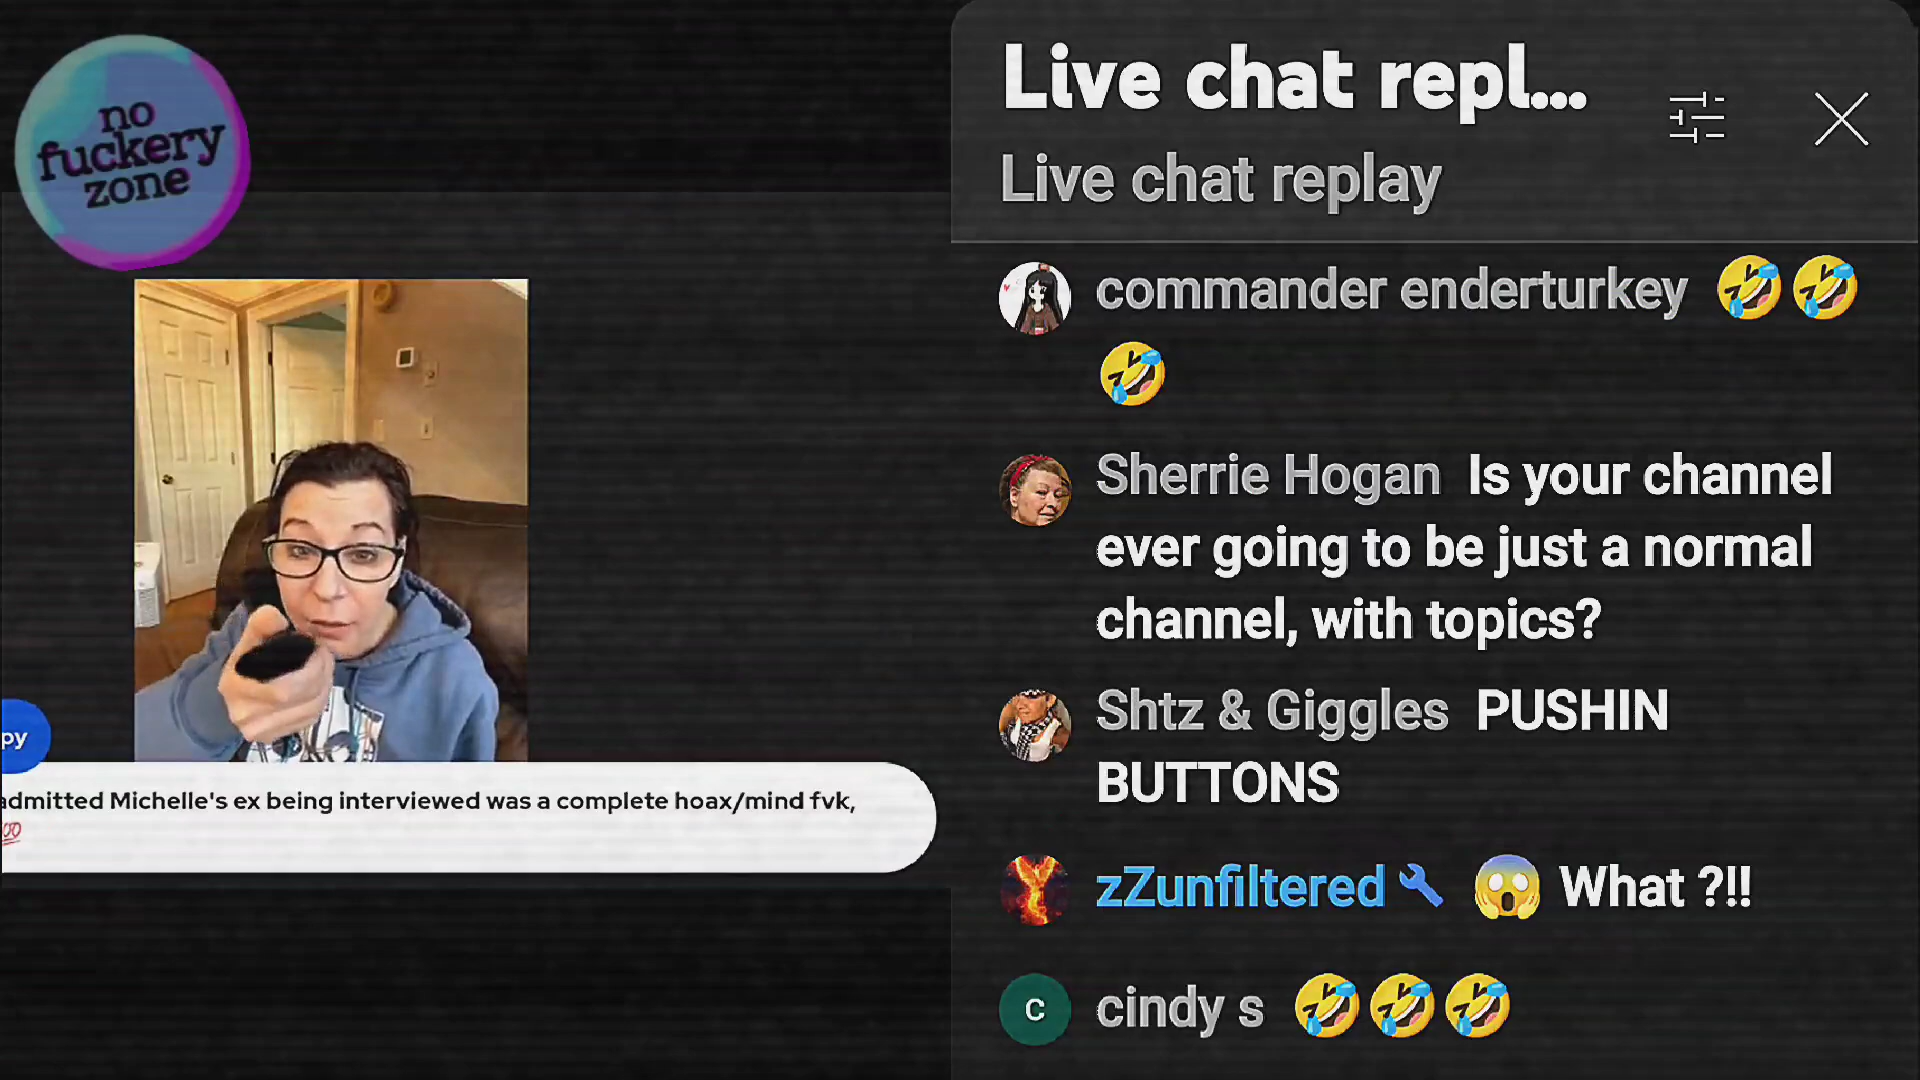 no
fuckery
zone
py
admitted Michelle's ex being interviewed was a complete hoax/mind fvk,
💯
Live chat repl...
Live chat replay
commander enderturkey 🤣🤣
🤣
Sherrie Hogan Is your channel
ever going to be just a normal
channel, with topics?
Shtz & Giggles PUSHIN
BUTTONS
zZunfiltered 😱 What ?!!
C
cindy s 🤣🤣🤣